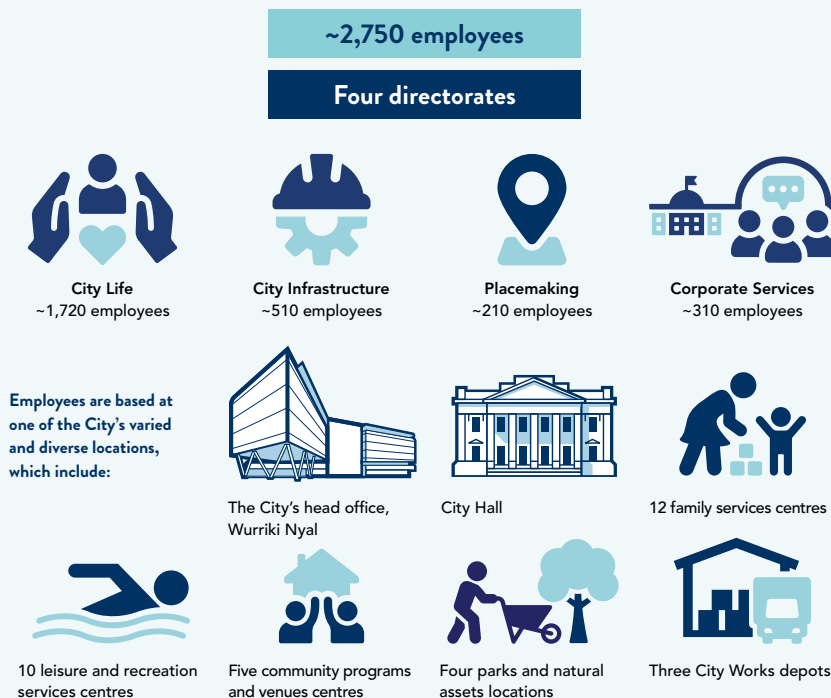 ~2,750 employees
Four directorates
City Life
~1,720 employees
City Infrastructure
~510 employees
Placemaking
~210 employees
Corporate Services
~310 employees
Employees are based at
one of the City's varied
and diverse locations,
which include:
The City's head office,
Wurriki Nyal
City Hall
12 family services centres
10 leisure and recreation
services centres
Five community programs
and venues centres
Four parks and natural
assets locations
Three City Works depots